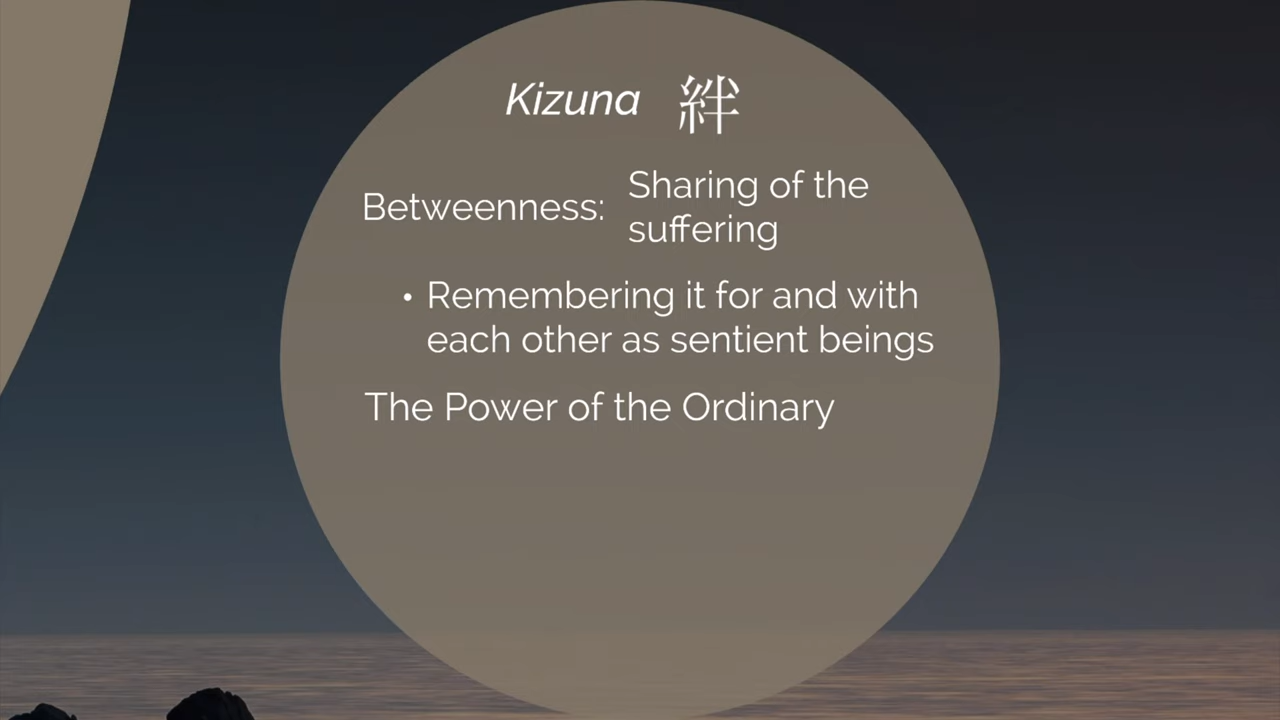 Kizuna 絆
Betweenness: Sharing of the
suffering
• Remembering it for and with
each other as sentient beings
The Power of the Ordinary